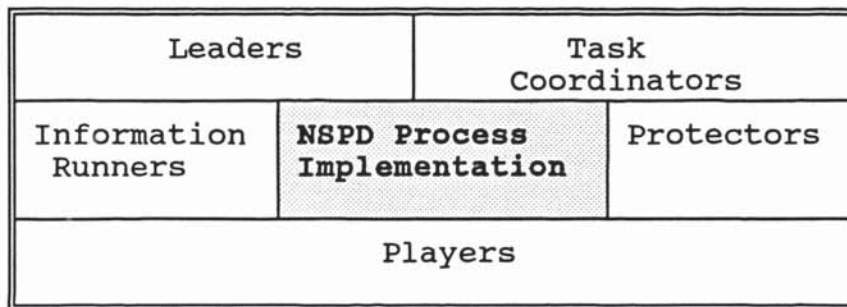 Leaders
Task
Coordinators
Information
Runners
NSPD Process
Implementation
Protectors
Players